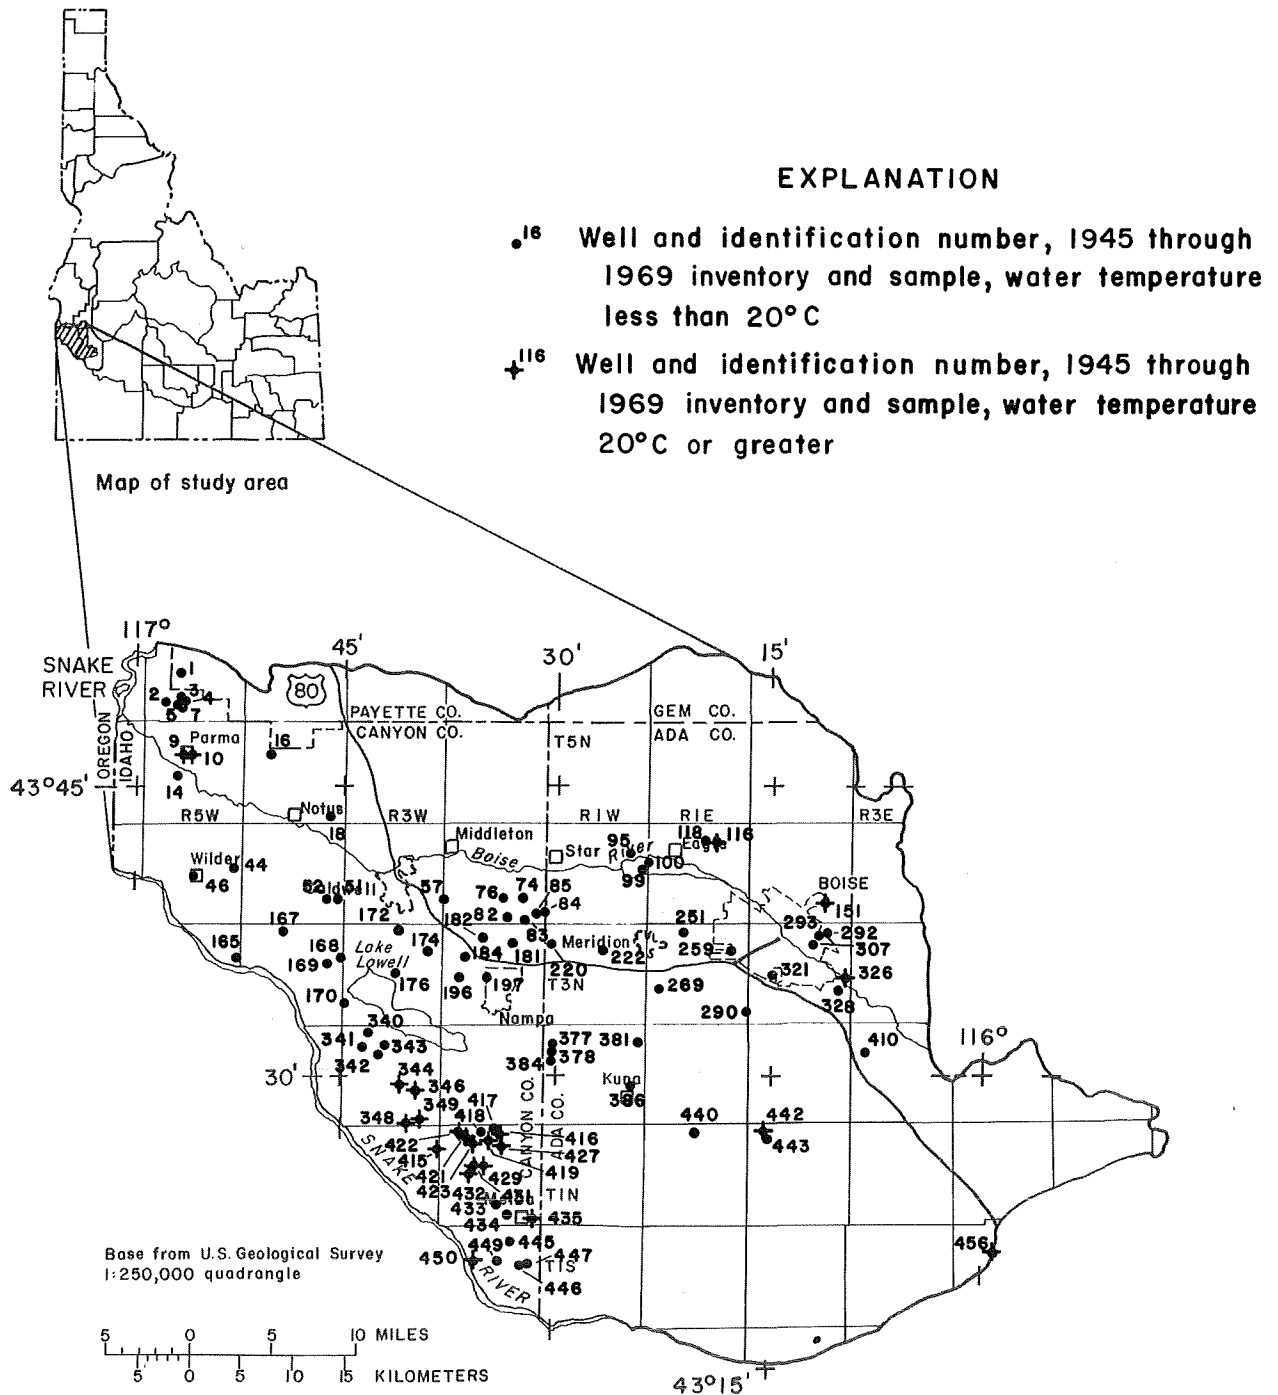 EXPLANATION
16 Well and identification number, 1945 through
1969 inventory and sample, water temperature
less than 20°C
116 Well and identification number, 1945 through
1969 inventory and sample, water temperature
20°C or greater
Map of study area
117°
45'
30'
15'
SNAKE
RIVER
80
1
2
3
4
5
7
PAYETTE CO.
CANYON CO.
GEM CO.
ADA CO.
OREGON
IDAHO
T5N
9
Parma
10
16
14
43°45'
R5W
Notus
18
R3W
R1W
R1E
R3E
Middleton
Boise
River
Star
95
118
116
Eagle
100
99
Wilder
44
46
52
51
Caldwell
57
76
74
85
84
BOISE
151
167
172
182
82
83
251
293
292
307
165
168
169
Lake
Lowell
174
184
181
Meridion
220
222
259
321
326
328
170
176
196
197
T3N
269
290
Nampa
340
341
343
342
377
378
384
381
410
116°
30'
344
346
Kuna
386
349
348
417
418
CANYON CO.
ADA CO.
440
442
443
SNAKE
422
415
421
423
416
427
419
429
432
431
Melba
433
434
T1N
435
445
449
450
447
T1S
446
456
RIVER
Base from U.S. Geological Survey
1:250,000 quadrangle
5 0 5 10 MILES
5 0 5 10 15 KILOMETERS
43°15'